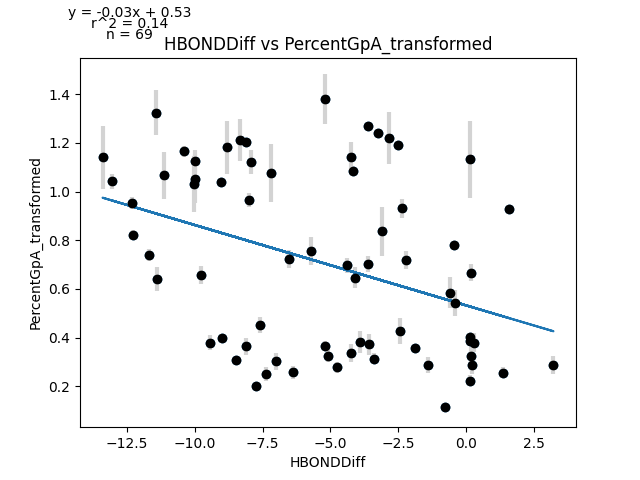 y = -0.03x + 0.53
r^2 = 0.14
n = 69
HBONDDiff vs PercentGpA_transformed
PercentGpA_transformed
1.4
1.2
1.0
0.8
0.6
0.4
0.2
−12.5 −10.0 −7.5 −5.0 −2.5 0.0 2.5
HBONDDiff